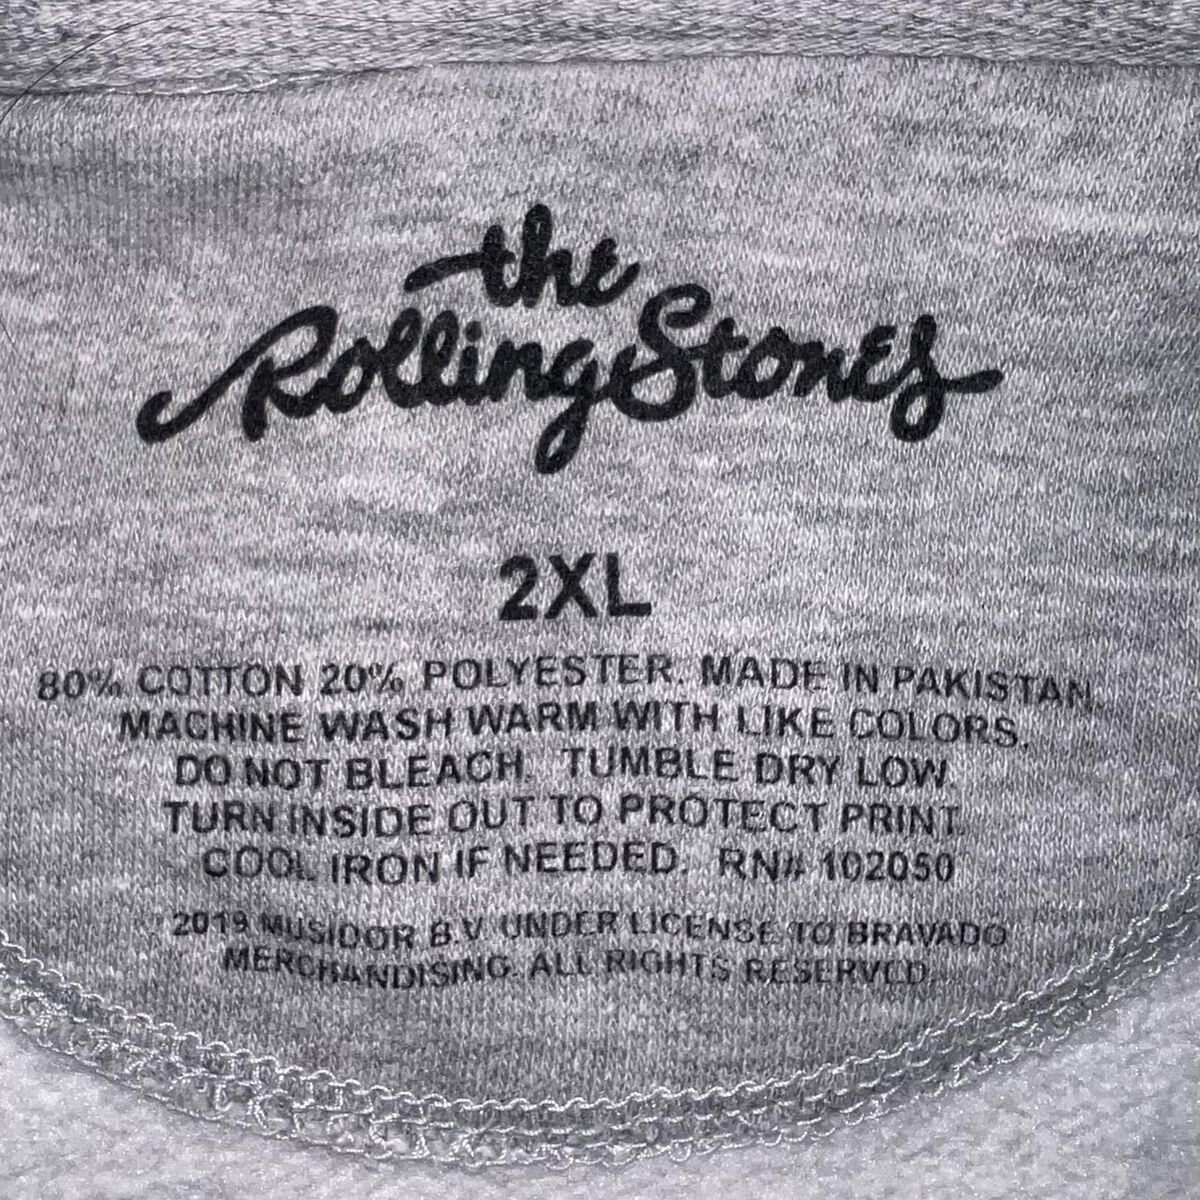 the
Rolling Stones
2XL
80% COTTON 20% POLYESTER. MADE IN PAKISTAN.
MACHINE WASH WARM WITH LIKE COLORS.
DO NOT BLEACH. TUMBLE DRY LOW.
TURN INSIDE OUT TO PROTECT PRINT.
COOL IRON IF NEEDED. RN# 102050
2019 MUSIDOR B.V. UNDER LICENSE TO BRAVADO
MERCHANDISING. ALL RIGHTS RESERVED.